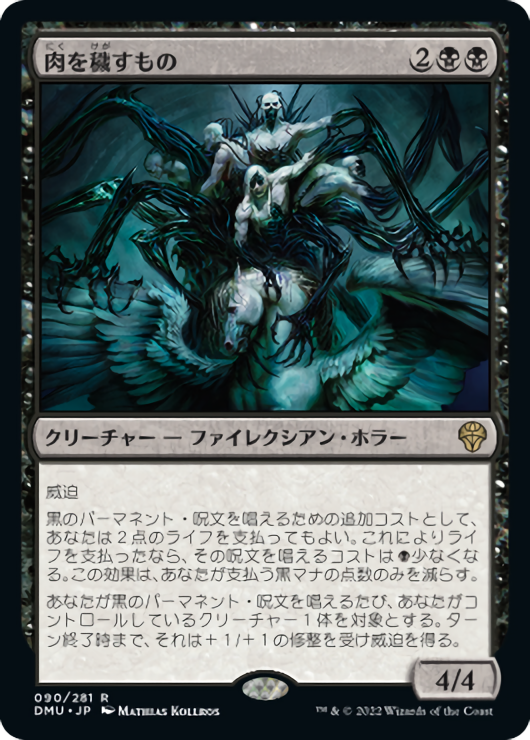 肉を穢すもの 2
にく けが
クリーチャー — ファイレクシアン・ホラー
威迫
黒のパーマネント・呪文を唱えるための追加コストとして、
あなたは2点のライフを支払ってもよい。これによりライ
フを支払ったなら、その呪文を唱えるコストは少なくな
る。この効果は、あなたが支払う黒マナの点数のみを減らす。
あなたが黒のパーマネント・呪文を唱えるたび、あなたがコ
ントロールしているクリーチャー1体を対象とする。ター
ン終了時まで、それは+1/+1の修整を受け威迫を得る。
4/4
090/281 R
DMU・JP Mathias Kollros
™ & © 2022 Wizards of the Coast